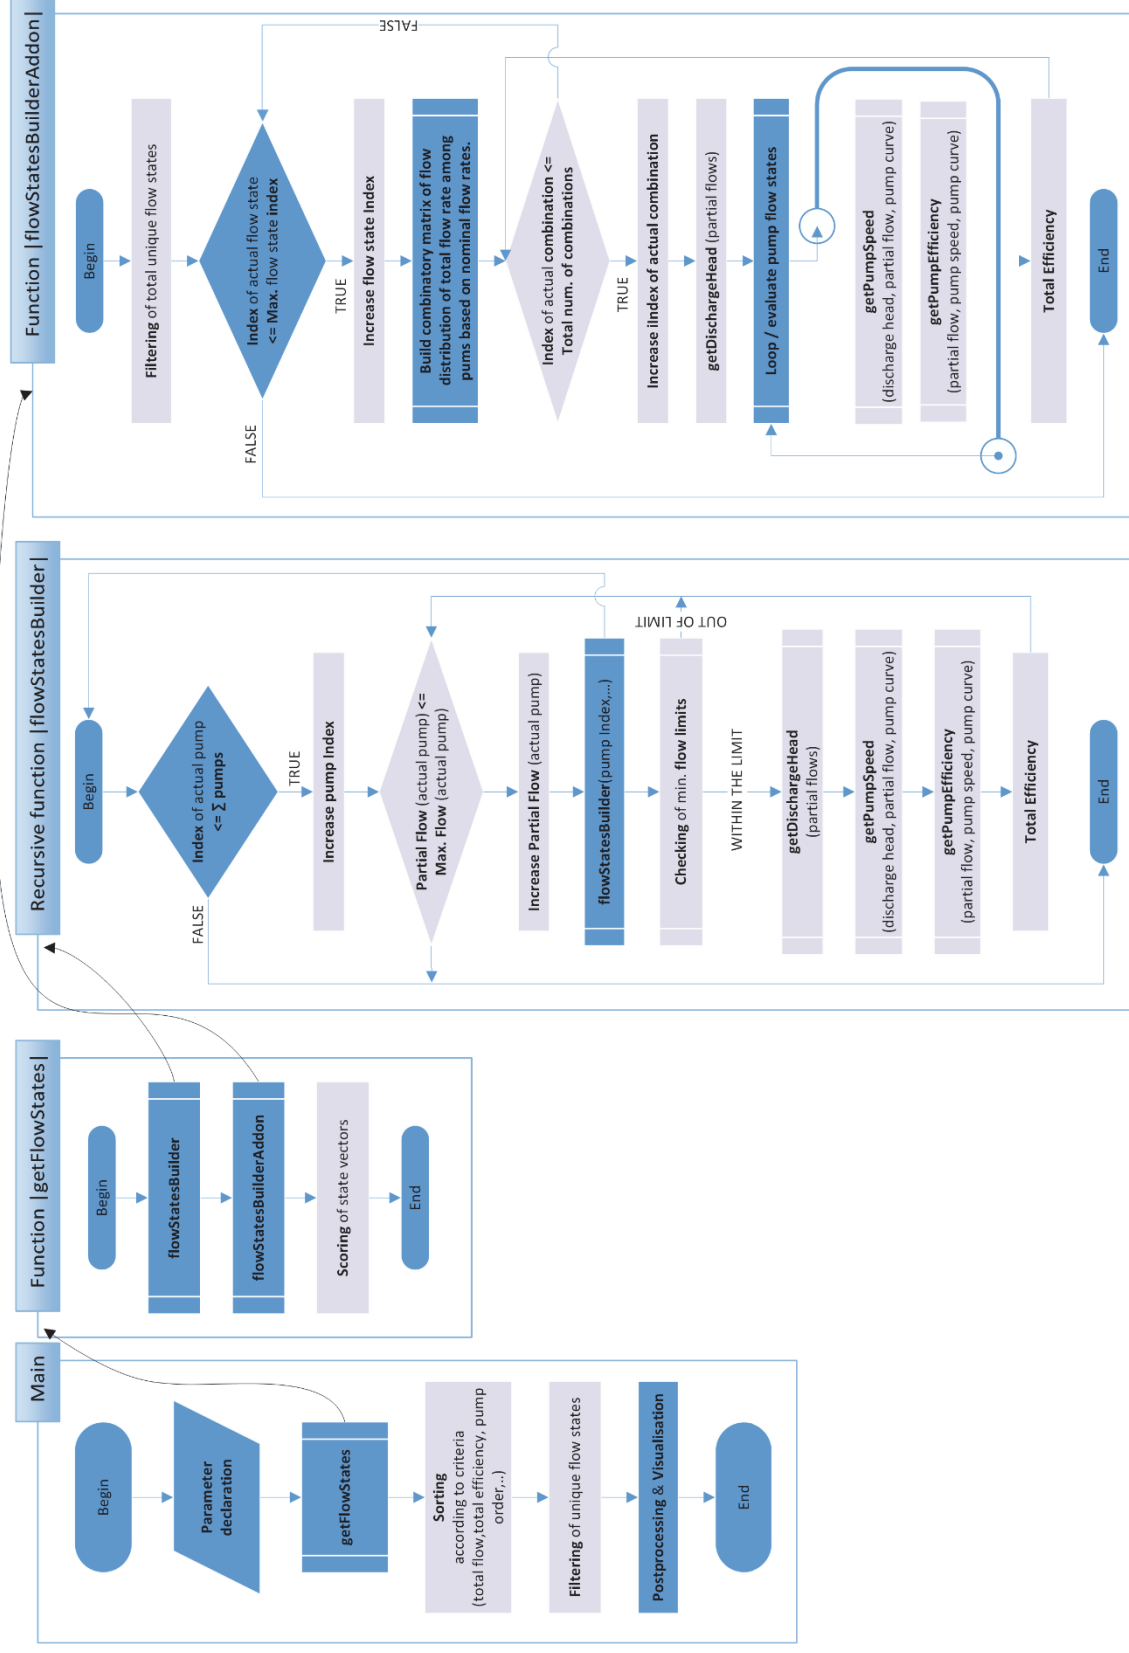 Main
Begin
Parameter
declaration
getFlowStates
Sorting
according to criteria
(total flow,total efficiency, pump
order,..)
Filtering of unique flow states
Postprocessing & Visualisation
End
Function |getFlowStates|
Begin
flowStatesBuilder
flowStatesBuilderAddon
Scoring of state vectors
End
Recursive function |flowStatesBuilder|
Begin
Index of actual pump
<= ∑ pumps
FALSE
TRUE
Increase pump Index
Partial Flow (actual pump) <=
Max. Flow (actual pump)
Increase Partial Flow (actual pump)
flowStatesBuilder(pump Index,...)
Checking of min. flow limits
OUT OF LIMIT
WITHIN THE LIMIT
getDischargeHead
(partial flows)
getPumpSpeed
(discharge head, partial flow, pump curve)
getPumpEfficiency
(partial flow, pump speed, pump curve)
Total Efficiency
End
Function |flowStatesBuilderAddon|
Begin
Filtering of total unique flow states
Index of actual flow state
<= Max. flow state index
FALSE
FALSE
TRUE
Increase flow state Index
Build combinatory matrix of flow
distribution of total flow rate among
pums based on nominal flow rates.
Index of actual combination <=
Total num. of combinations
TRUE
Increase iIndex of actual combination
getDischargeHead (partial flows)
Loop / evaluate pump flow states
getPumpSpeed
(discharge head, partial flow, pump curve)
getPumpEfficiency
(partial flow, pump speed, pump curve)
Total Efficiency
End